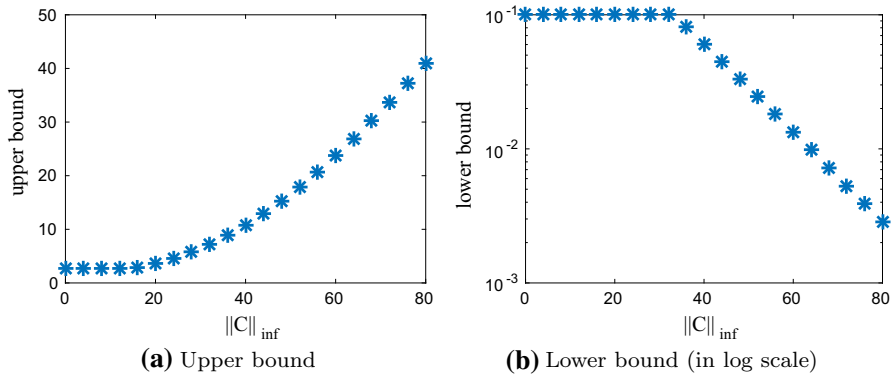 50
40
30
20
10
0
upper bound
0 20 40 60 80
||C|| inf
(a) Upper bound
10^-1
10^-2
10^-3
lower bound
0 20 40 60 80
||C|| inf
(b) Lower bound (in log scale)